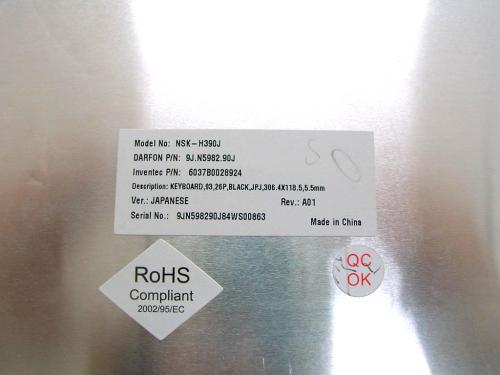 Model No: NSK-H390J
DARFON P/N: 9J.N5982.90J
Inventec P/N: 6037B0028924
Description: KEYBOARD,93,26P,BLACK,JPJ,306.4X118.5,5.5mm
Ver.: JAPANESE Rev.: A01
Serial No.: 9JN598290J84WS00863
Made in China
50
RoHS
Compliant
2002/95/EC
QC
OK